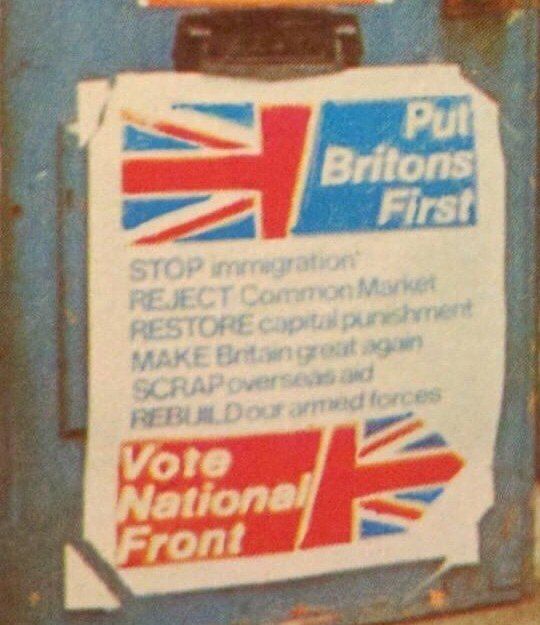 Put
Britons
First
STOP immigration
REJECT Common Market
RESTORE capital punishment
MAKE Britain great again
SCRAP overseas aid
REBUILD our armed forces
Vote
National
Front